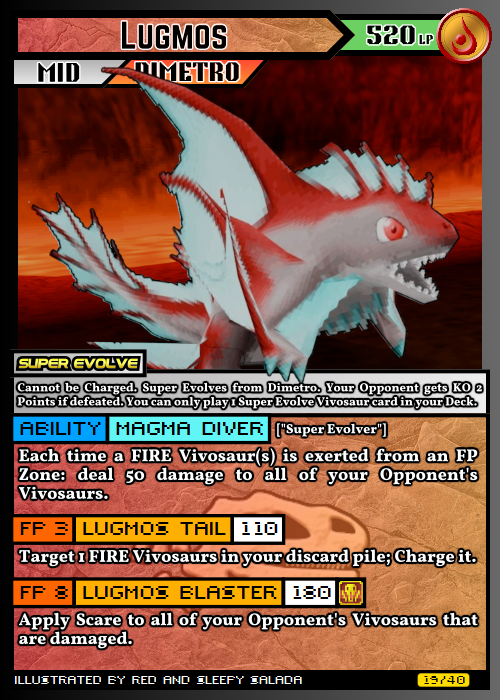 LUGMOS
520 LP
MID
DIMETRO
SUPER EVOLVE
Cannot be Charged. Super Evolves from Dimetro. Your Opponent gets KO 2
Points if defeated. You can only play 1 Super Evolve Vivosaur card in your Deck.
ABILITY MAGMA DIVER ["Super Evolver"]
Each time a FIRE Vivosaur(s) is exerted from an FP
Zone: deal 50 damage to all of your Opponent's
Vivosaurs.
FP 3 LUGMOS TAIL 110
Target 1 FIRE Vivosaurs in your discard pile; Charge it.
FP 8 LUGMOS BLASTER 180
Apply Scare to all of your Opponent's Vivosaurs that
are damaged.
ILLUSTRATED BY RED AND SLEEPY SALADA
19/40